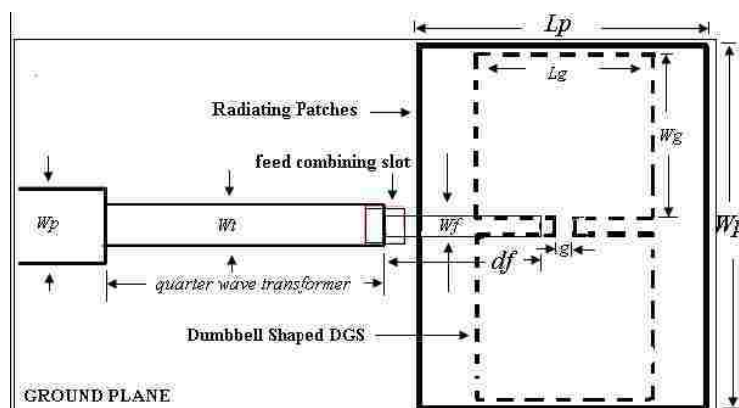 Lp
Lg
Radiating Patches
Wg
feed combining slot
Wp
Wt
Wf
g
Wp
df
quarter wave transformer
Dumbbell Shaped DGS
GROUND PLANE